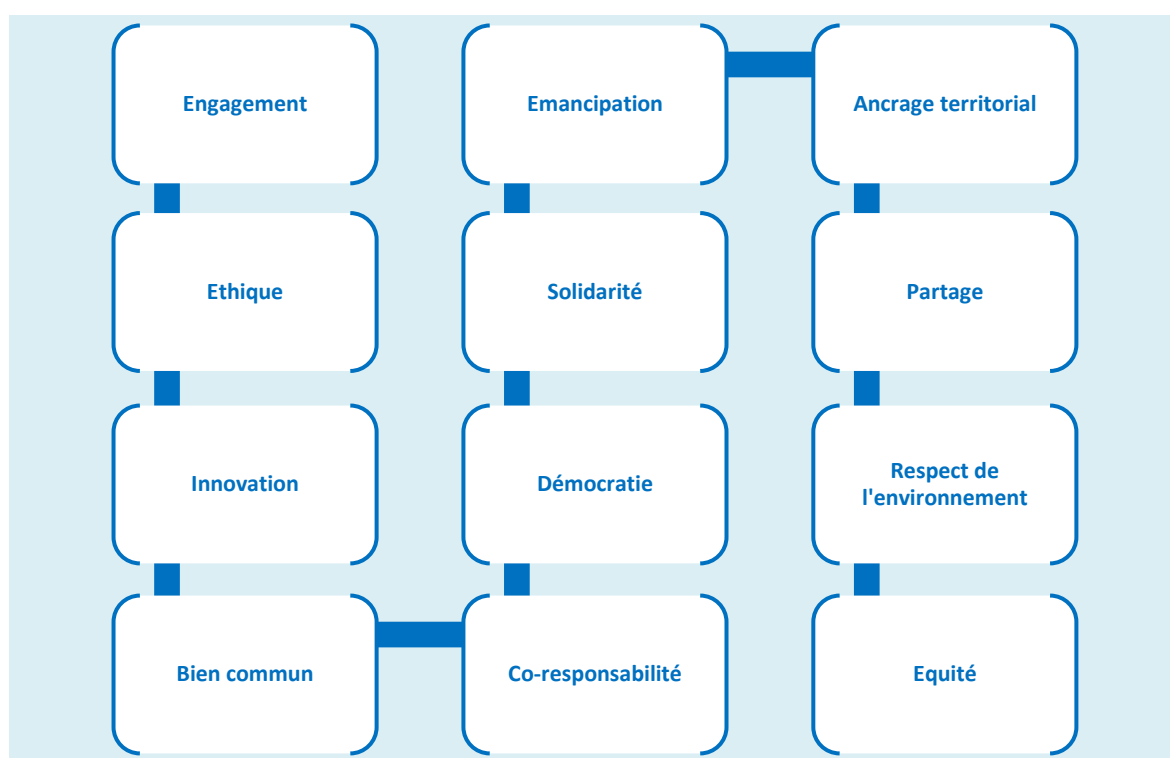 Engagement
Emancipation
Ancrage territorial
Ethique
Solidarité
Partage
Innovation
Démocratie
Respect de
l'environnement
Bien commun
Co-responsabilité
Equité